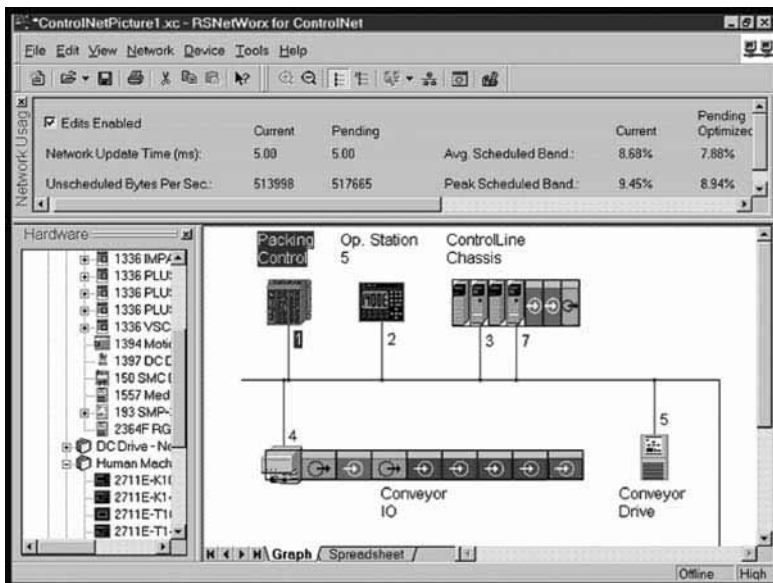 *ControlNetPicture1.xc - RSNetWorx for ControlNet
File Edit View Network Device Tools Help
Network Usag
Edits Enabled
Current Pending Current Pending Optimized
Network Update Time (ms): 5.00 5.00 Avg. Scheduled Band.: 8.68% 7.88%
Unscheduled Bytes Per Sec.: 513998 517665 Peak Scheduled Band.: 9.45% 8.94%
Hardware
1336 IMPA
1336 PLU
1336 PLU
1336 PLU
1336 VSC
1394 Moti
1397 DC D
150 SMC
1557 Med
193 SMP-
2364F RG
DC Drive - No
Human Mach
2711E-K1
2711E-K1
2711E-T1
2711E-T1
Packing Control
Op. Station 5
ControlLine Chassis
MODE
1 2 3 7
4 5
Conveyor IO
Conveyor Drive
Graph Spreadsheet
Offline High